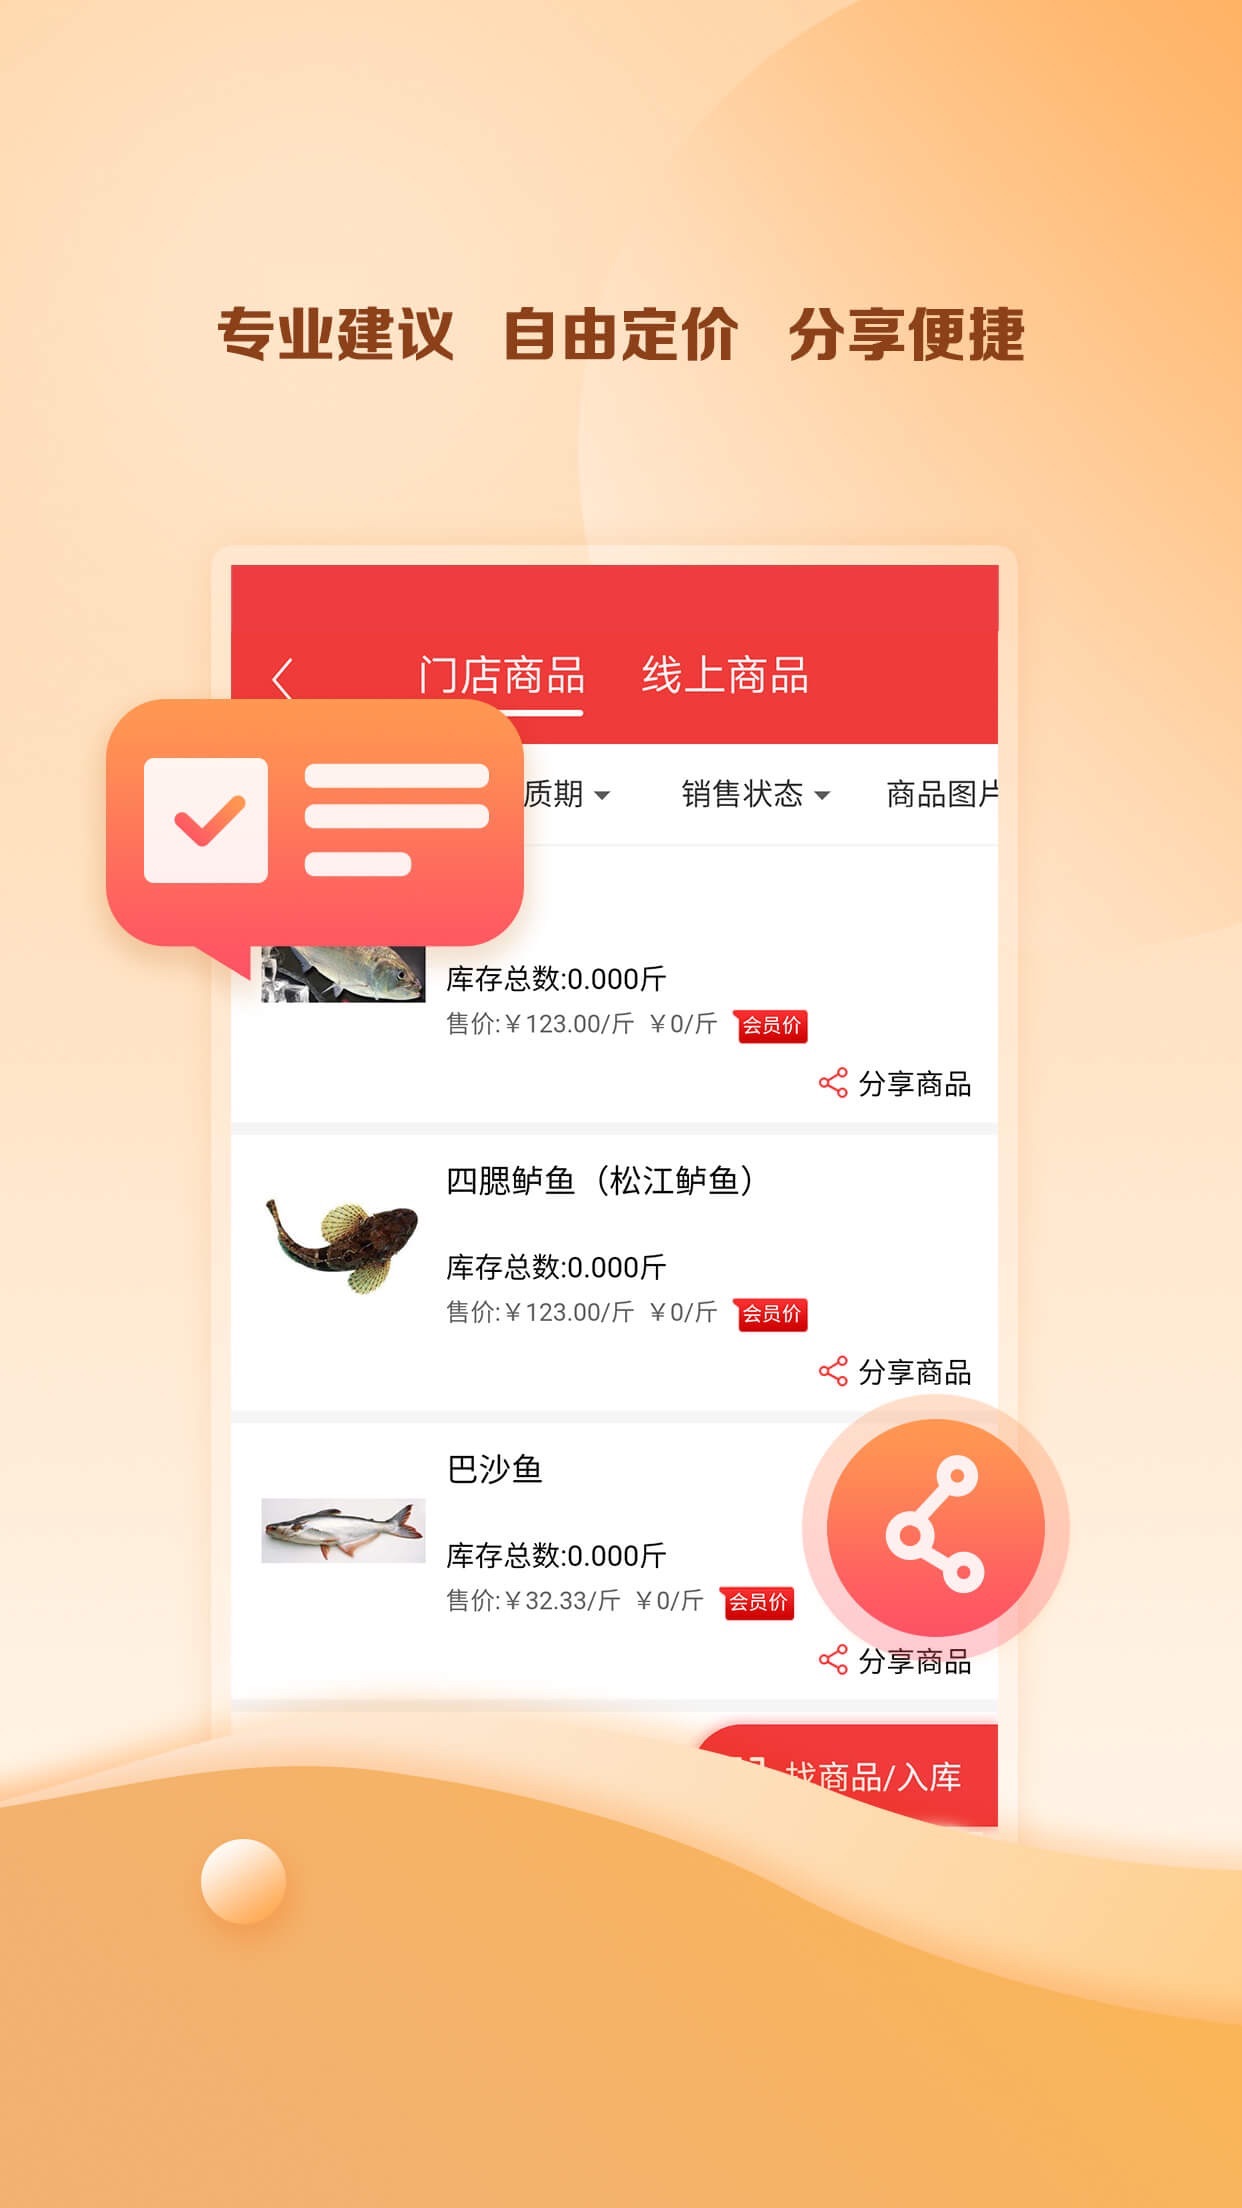 专业建议 自由定价 分享便捷
门店商品 线上商品
质期 销售状态 商品图片
库存总数:0.000斤
售价:￥123.00/斤 ￥0/斤 会员价
分享商品
四腮鲈鱼（松江鲈鱼）
库存总数:0.000斤
售价:￥123.00/斤 ￥0/斤 会员价
分享商品
巴沙鱼
库存总数:0.000斤
售价:￥32.33/斤 ￥0/斤 会员价
分享商品
找商品/入库